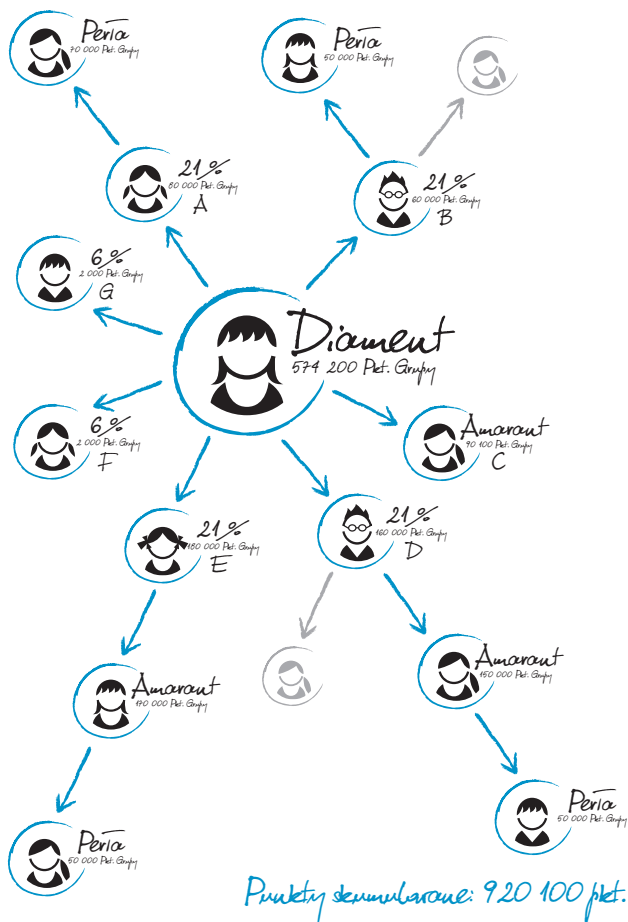 Perła
70 000 Pkt. Grupy
Perła
50 000 Pkt. Grupy
21 %
80 000 Pkt. Grupy
A
21 %
60 000 Pkt. Grupy
B
6 %
2 000 Pkt. Grupy
G
Diament
574 200 Pkt. Grupy
6 %
2 000 Pkt. Grupy
F
Amarant
90 100 Pkt. Grupy
C
21 %
180 000 Pkt. Grupy
E
21 %
160 000 Pkt. Grupy
D
Amarant
170 000 Pkt. Grupy
Amarant
150 000 Pkt. Grupy
Perła
50 000 Pkt. Grupy
Perła
50 000 Pkt. Grupy
Punkty skumulowane: 920 100 pkt.